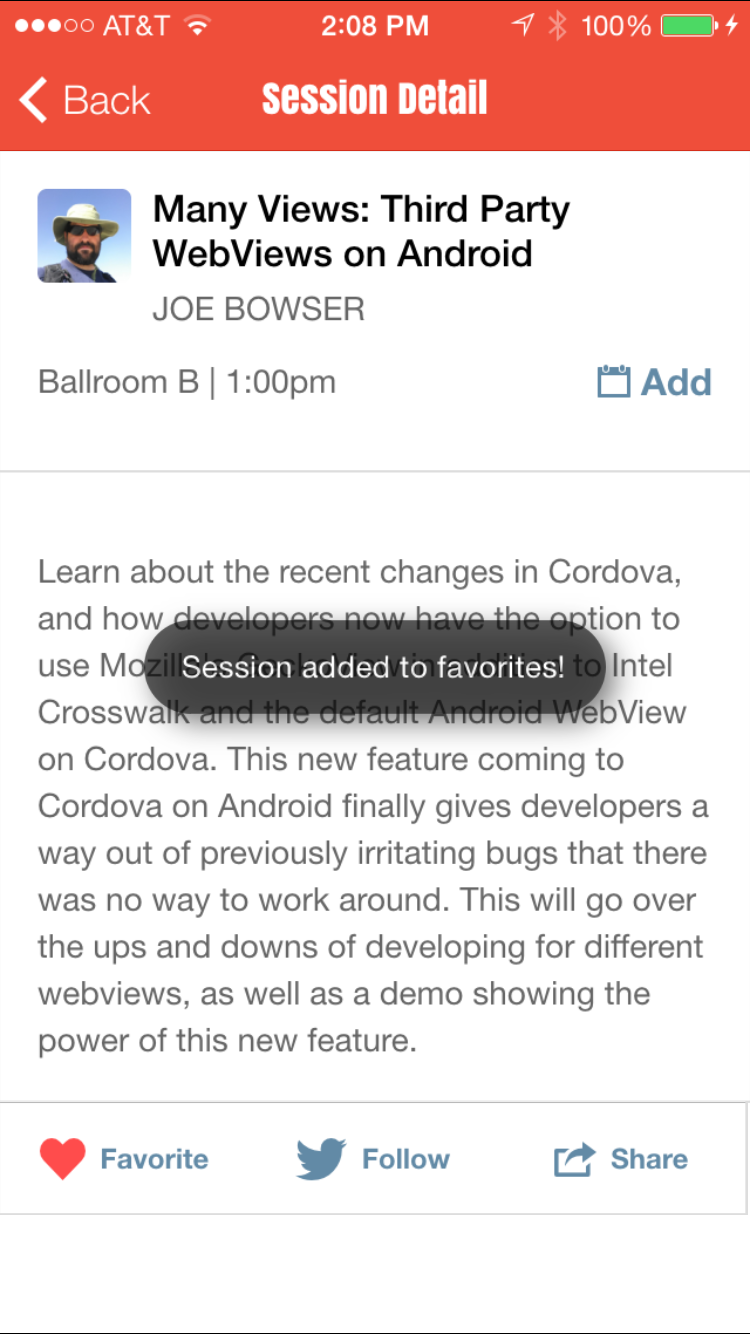 AT&T 2:08 PM 100%
Back Session Detail
Many Views: Third Party
WebViews on Android
JOE BOWSER
Ballroom B | 1:00pm Add
Learn about the recent changes in Cordova,
and how developers now have the option to
use Mozilla's GeckoView in addition to Intel
Session added to favorites!
Crosswalk and the default Android WebView
on Cordova. This new feature coming to
Cordova on Android finally gives developers a
way out of previously irritating bugs that there
was no way to work around. This will go over
the ups and downs of developing for different
webviews, as well as a demo showing the
power of this new feature.
Favorite Follow Share